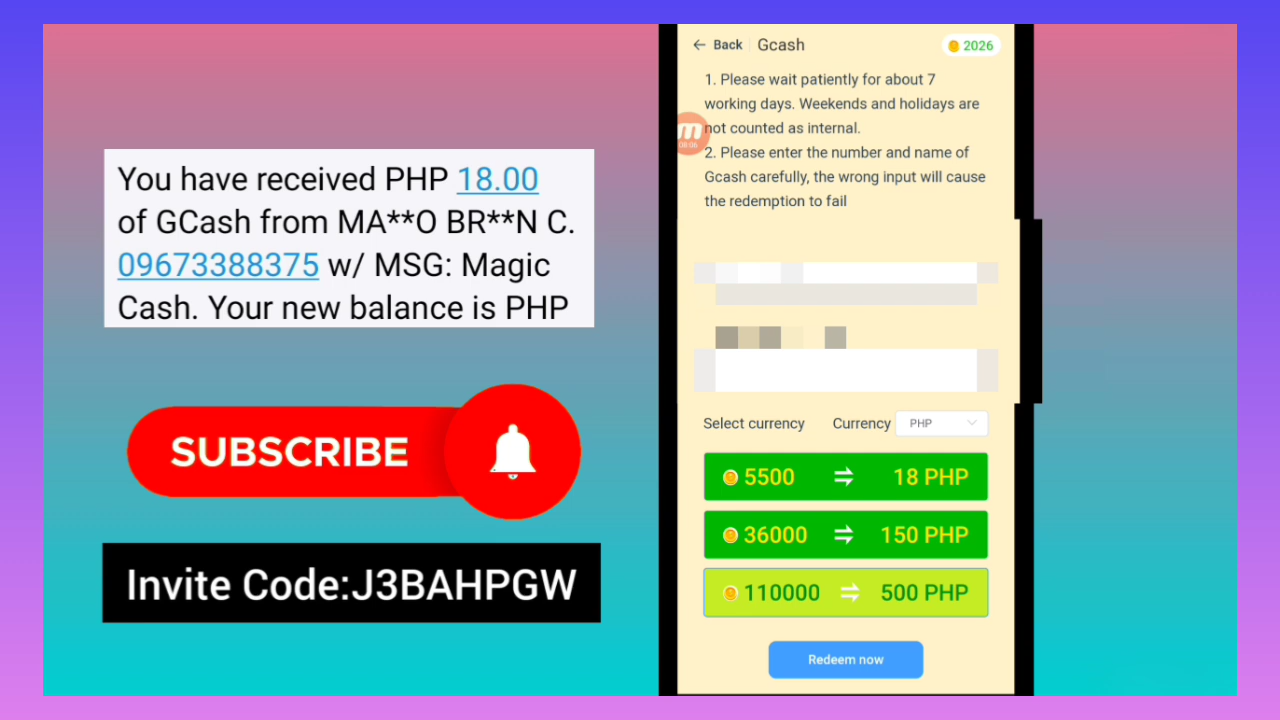 You have received PHP 18.00
of GCash from MA**O BR**N C.
09673388375 w/ MSG: Magic
Cash. Your new balance is PHP
SUBSCRIBE
Invite Code:J3BAHPGW
Back Gcash 2026
1. Please wait patiently for about 7
working days. Weekends and holidays are
not counted as internal.
2. Please enter the number and name of
Gcash carefully, the wrong input will cause
the redemption to fail
m
08:06
Select currency Currency PHP
5500 18 PHP
36000 150 PHP
110000 500 PHP
Redeem now